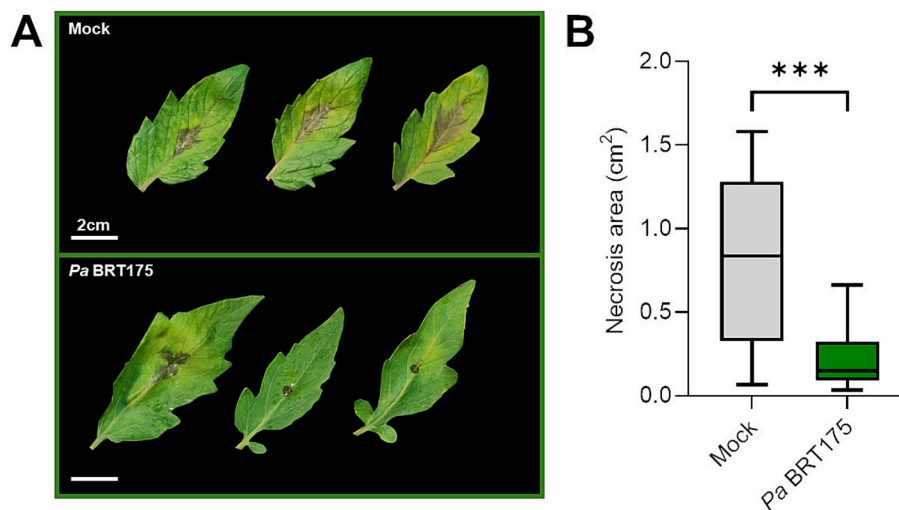 A
Mock
2cm
Pa BRT175
B
Necrosis area (cm²)
2.0
1.5
1.0
0.5
0.0
***
Mock
Pa BRT175